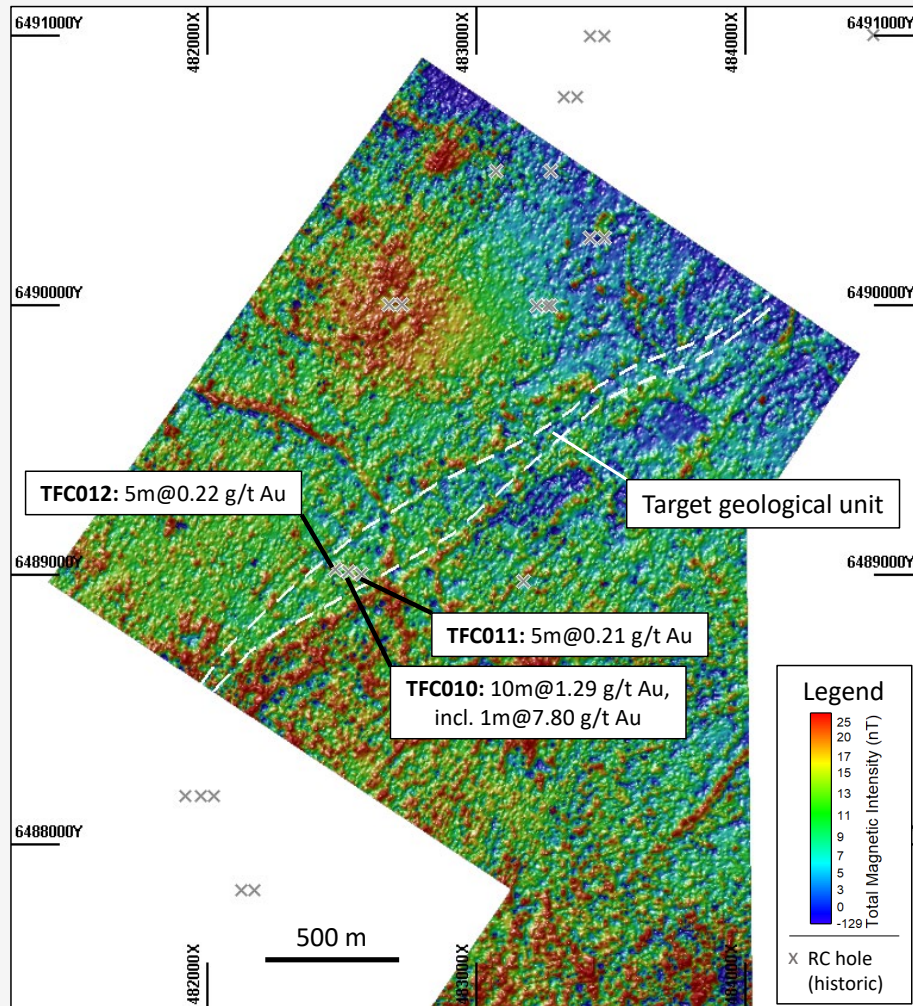 6491000Y
482000X
483000X
484000X
6491000Y
6490000Y
6490000Y
TFC012: 5m@0.22 g/t Au
Target geological unit
6489000Y
6489000Y
TFC011: 5m@0.21 g/t Au
TFC010: 10m@1.29 g/t Au,
incl. 1m@7.80 g/t Au
Legend
25
20
17
15
13
11
9
7
5
3
0
-129
Total Magnetic Intensity (nT)
x RC hole
(historic)
6488000Y
500 m
482000X
483000X